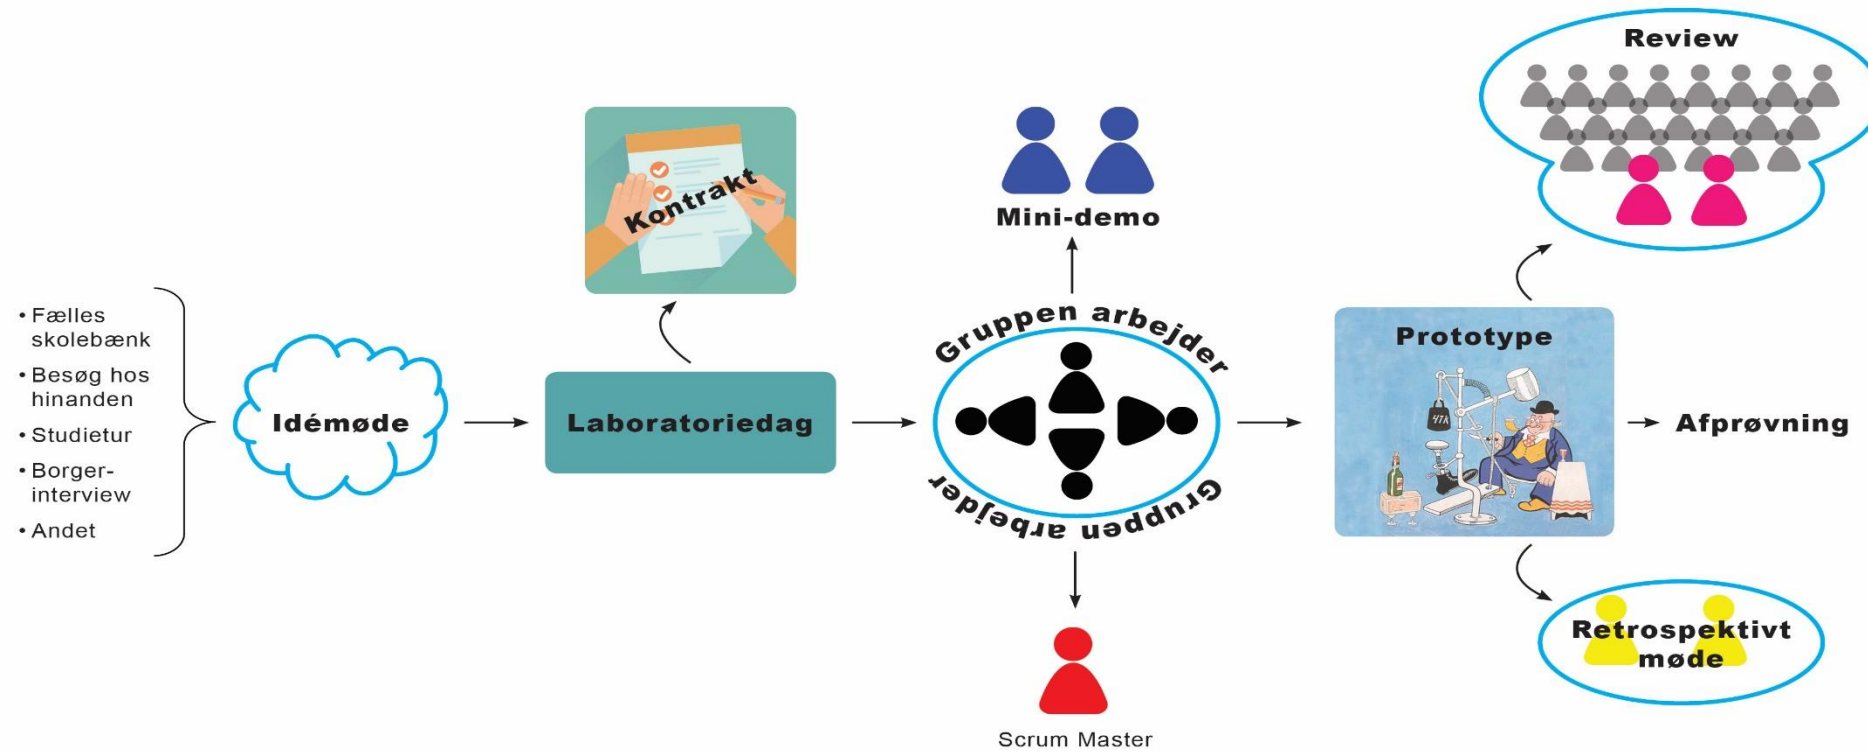 • Fælles
skolebænk
• Besøg hos
hinanden
• Studietur
• Borger-
interview
• Andet
Idémøde
Kontrakt
Laboratoriedag
Mini-demo
Gruppen arbejder
Gruppen arbejder
Scrum Master
Prototype
Review
Afprøvning
Retrospektivt
møde